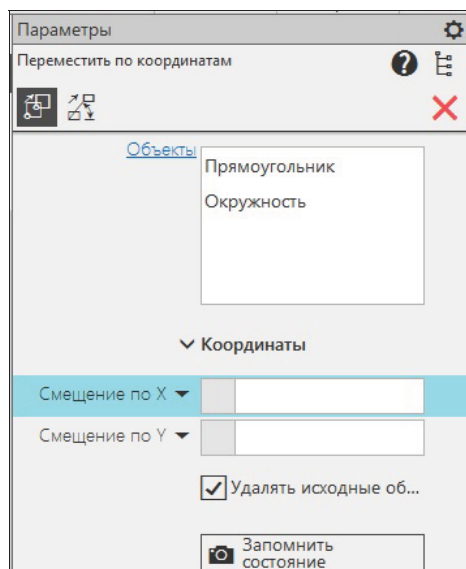 Параметры
Переместить по координатам
Объекты
Прямоугольник
Окружность
Координаты
Смещение по X
Смещение по Y
Удалять исходные об...
Запомнить
состояние